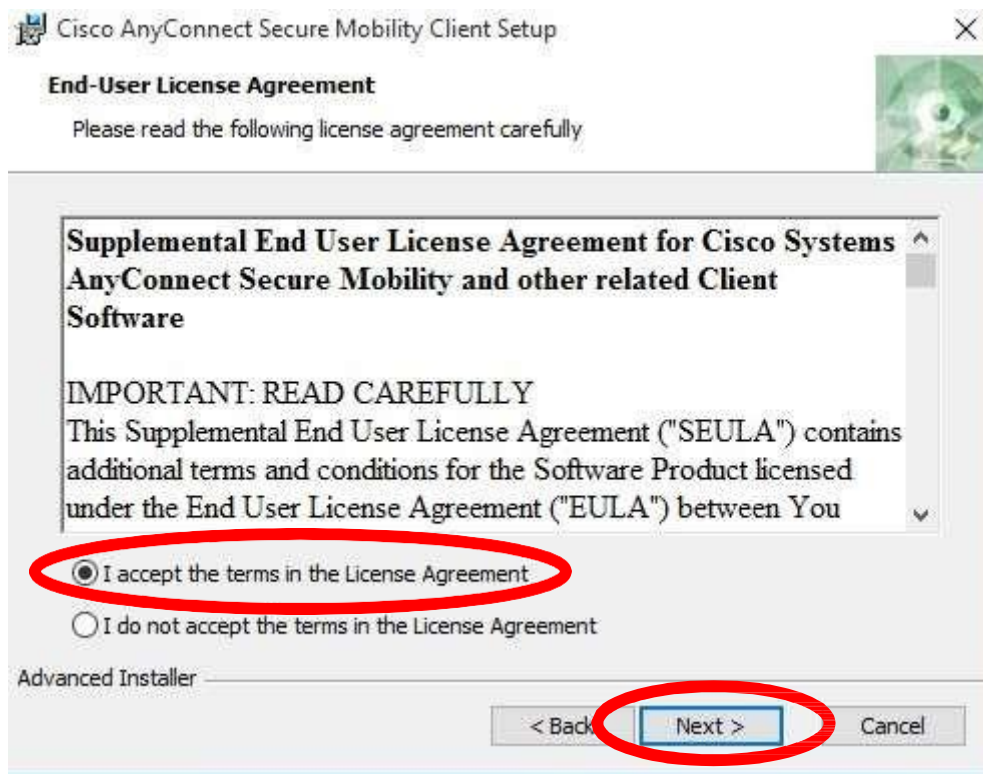 Cisco AnyConnect Secure Mobility Client Setup
End-User License Agreement
Please read the following license agreement carefully
Supplemental End User License Agreement for Cisco Systems
AnyConnect Secure Mobility and other related Client
Software
IMPORTANT: READ CAREFULLY
This Supplemental End User License Agreement ("SEULA") contains
additional terms and conditions for the Software Product licensed
under the End User License Agreement ("EULA") between You
I accept the terms in the License Agreement
I do not accept the terms in the License Agreement
Advanced Installer
< Back Next > Cancel